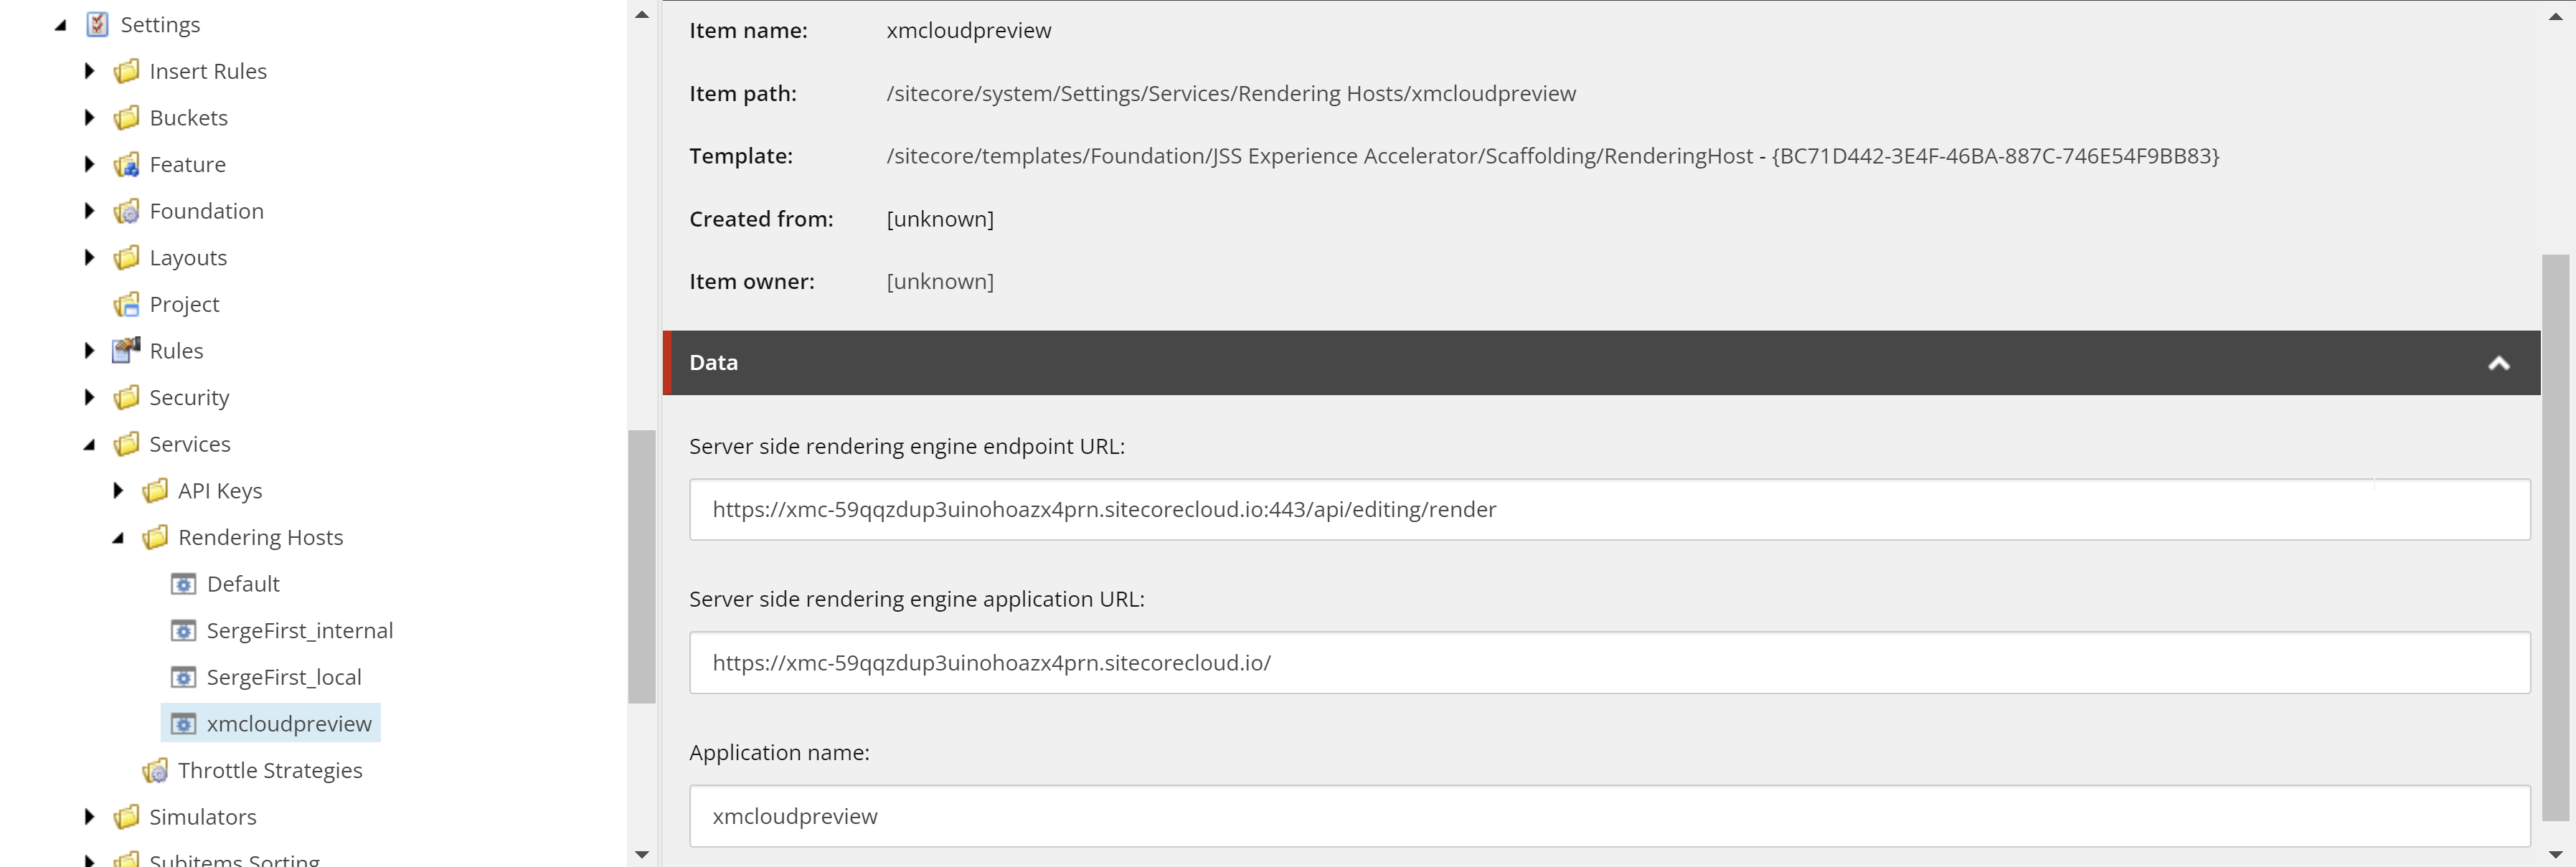 Settings
Insert Rules
Buckets
Feature
Foundation
Layouts
Project
Rules
Security
Services
API Keys
Rendering Hosts
Default
SergeFirst_internal
SergeFirst_local
xmcloudpreview
Throttle Strategies
Simulators
Subitems Sorting
Item name: xmcloudpreview
Item path: /sitecore/system/Settings/Services/Rendering Hosts/xmcloudpreview
Template: /sitecore/templates/Foundation/JSS Experience Accelerator/Scaffolding/RenderingHost - {BC71D442-3E4F-46BA-887C-746E54F9BB83}
Created from: [unknown]
Item owner: [unknown]
Data
Server side rendering engine endpoint URL:
https://xmc-59qqzdup3uinohoazx4prn.sitecorecloud.io:443/api/editing/render
Server side rendering engine application URL:
https://xmc-59qqzdup3uinohoazx4prn.sitecorecloud.io/
Application name:
xmcloudpreview